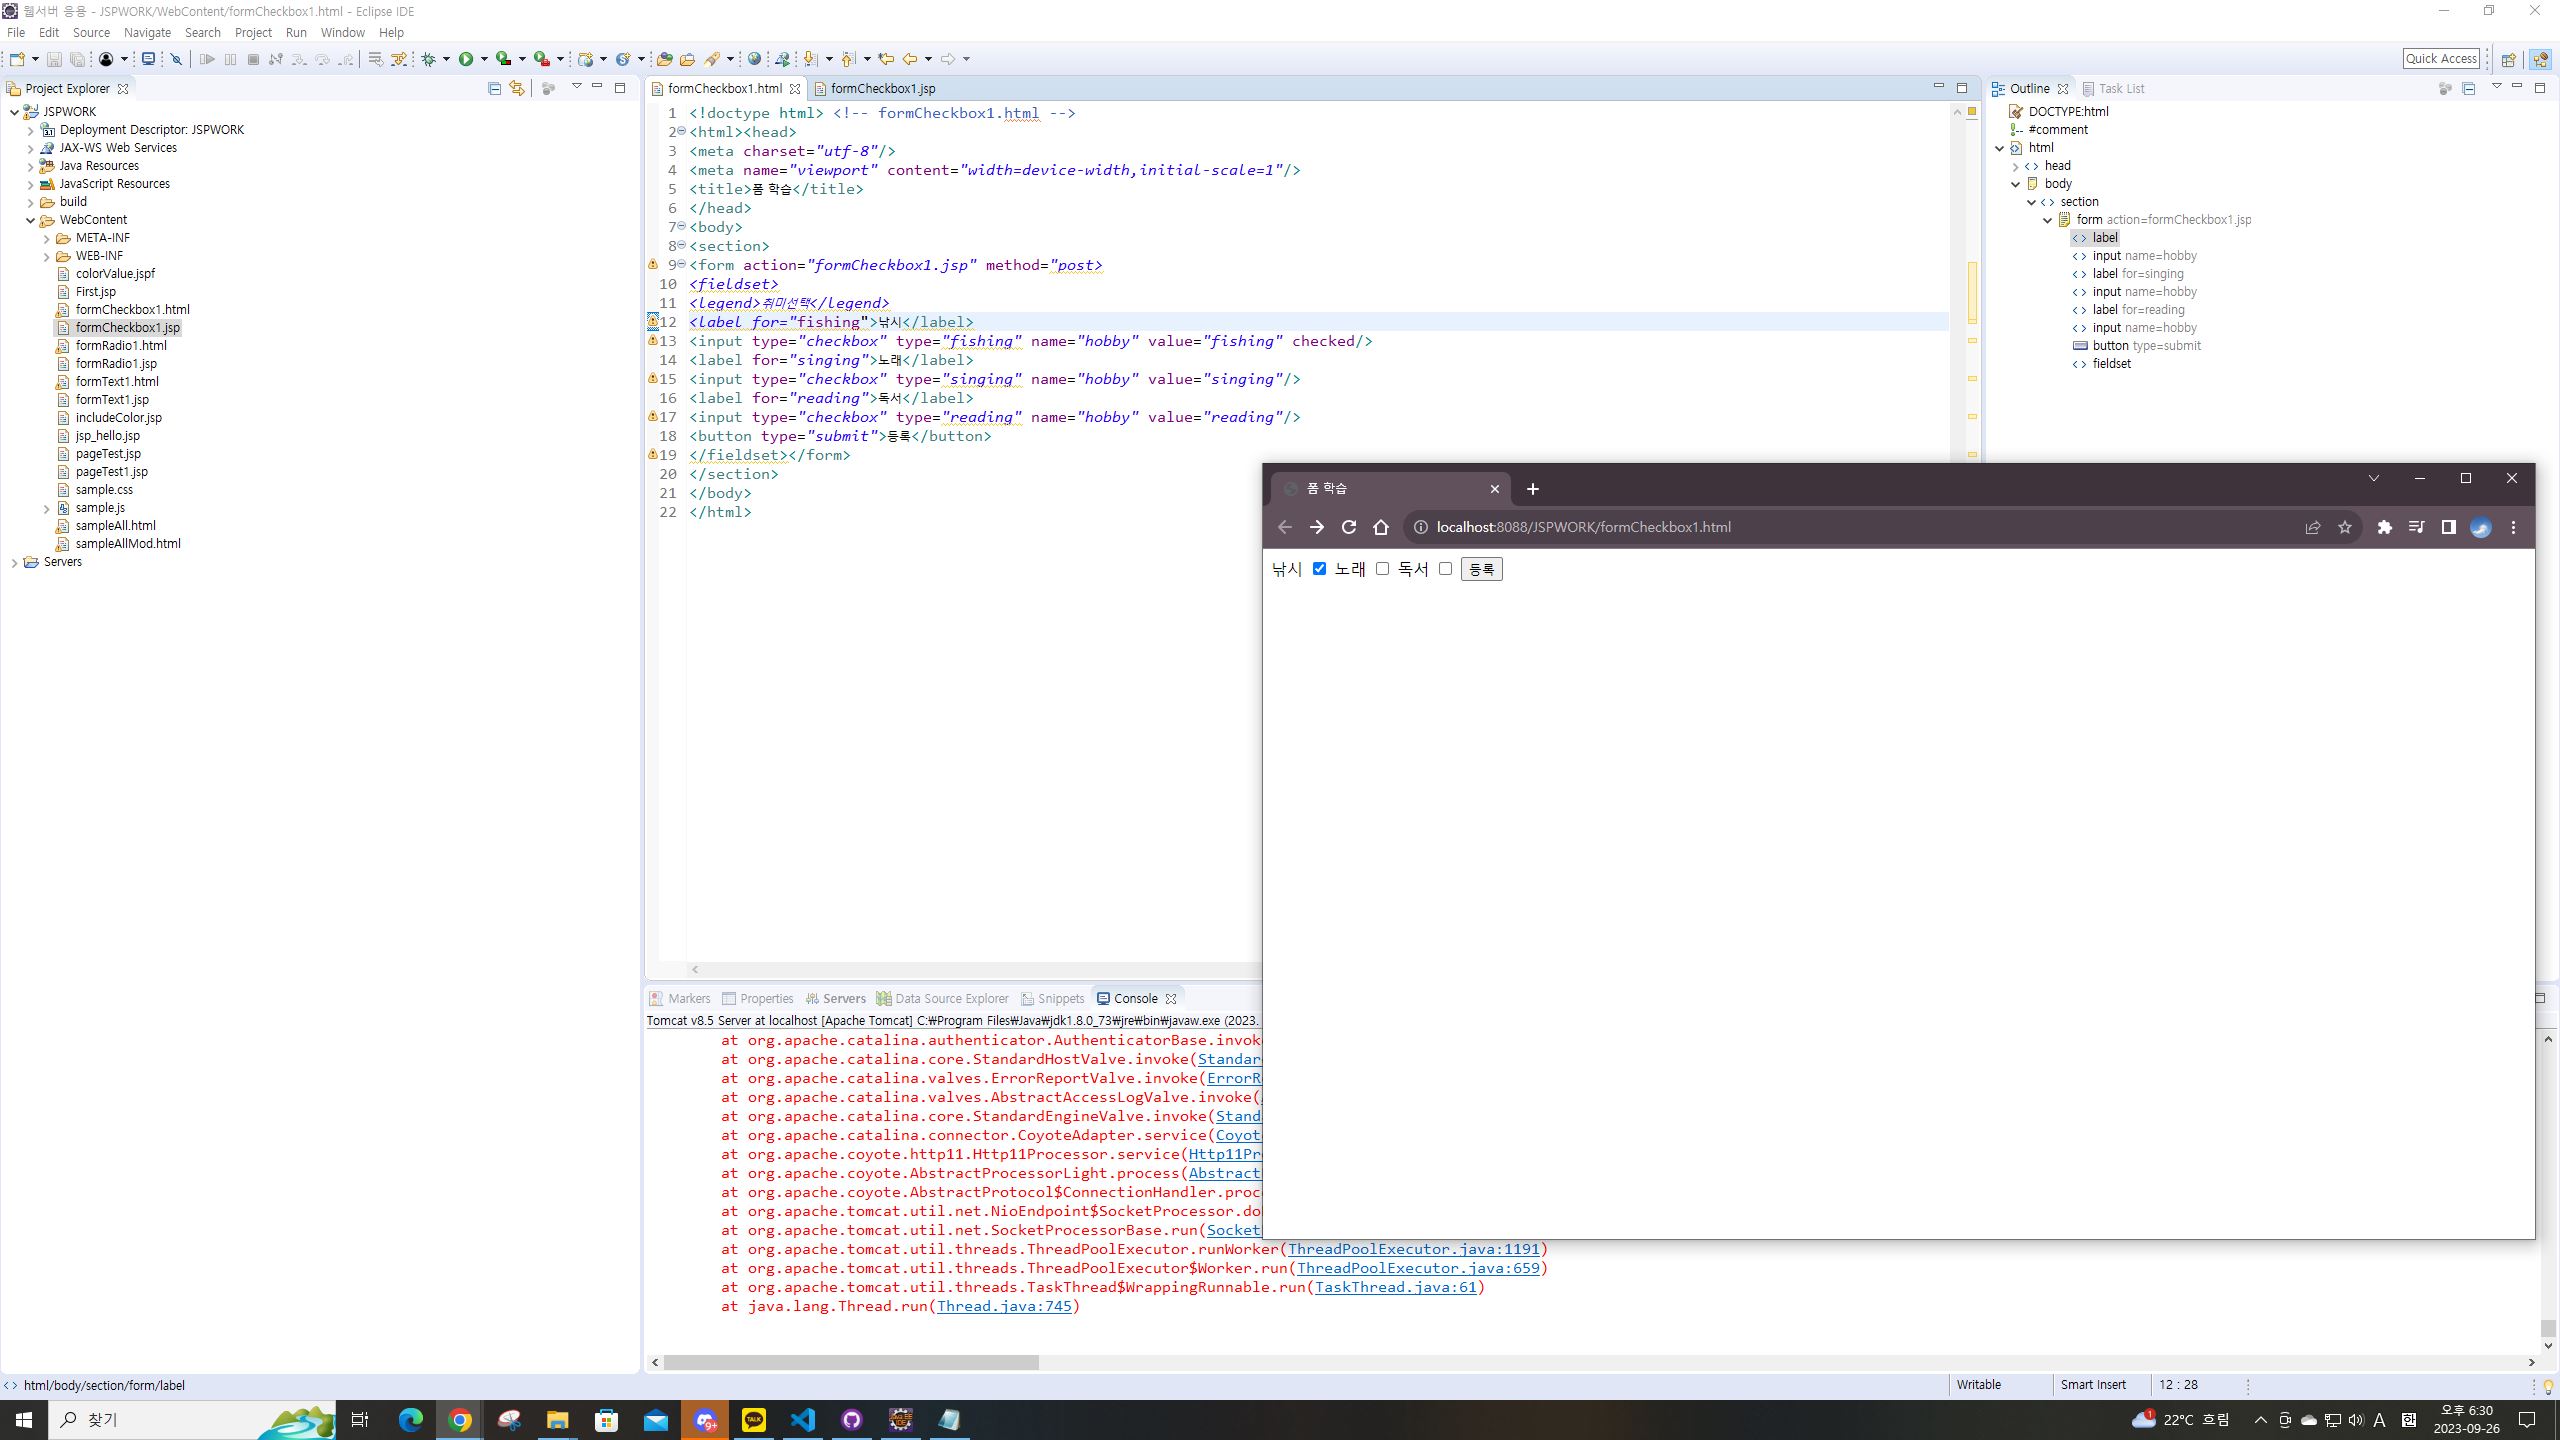 웹서버 응용 - JSPWORK/WebContent/formCheckbox1.html - Eclipse IDE
File Edit Source Navigate Search Project Run Window Help
Quick Access
Project Explorer
JSPWORK
Deployment Descriptor: JSPWORK
JAX-WS Web Services
Java Resources
JavaScript Resources
build
WebContent
META-INF
WEB-INF
colorValue.jspf
First.jsp
formCheckbox1.html
formCheckbox1.jsp
formRadio1.html
formRadio1.jsp
formText1.html
formText1.jsp
includeColor.jsp
jsp_hello.jsp
pageTest.jsp
pageTest1.jsp
sample.css
sample.js
sampleAll.html
sampleAllMod.html
Servers
formCheckbox1.html formCheckbox1.jsp
1 <!doctype html> <!-- formCheckbox1.html -->
2 <html><head>
3 <meta charset="utf-8"/>
4 <meta name="viewport" content="width=device-width,initial-scale=1"/>
5 <title>폼 학습</title>
6 </head>
7 <body>
8 <section>
9 <form action="formCheckbox1.jsp" method="post>
10 <fieldset>
11 <legend>취미선택</legend>
12 <label for="fishing">낚시</label>
13 <input type="checkbox" type="fishing" name="hobby" value="fishing" checked/>
14 <label for="singing">노래</label>
15 <input type="checkbox" type="singing" name="hobby" value="singing"/>
16 <label for="reading">독서</label>
17 <input type="checkbox" type="reading" name="hobby" value="reading"/>
18 <button type="submit">등록</button>
19 </fieldset></form>
20 </section>
21 </body>
22 </html>
Outline Task List
DOCTYPE:html
#comment
html
head
body
section
form action=formCheckbox1.jsp
label
input name=hobby
label for=singing
input name=hobby
label for=reading
input name=hobby
button type=submit
fieldset
폼 학습
localhost:8088/JSPWORK/formCheckbox1.html
낚시 노래 독서 등록
Markers Properties Servers Data Source Explorer Snippets Console
Tomcat v8.5 Server at localhost [Apache Tomcat] C:₩Program Files₩Java₩jdk1.8.0_73₩jre₩bin₩javaw.exe (2023.
at org.apache.catalina.authenticator.AuthenticatorBase.invok
at org.apache.catalina.core.StandardHostValve.invoke(Standar
at org.apache.catalina.valves.ErrorReportValve.invoke(ErrorR
at org.apache.catalina.valves.AbstractAccessLogValve.invoke(
at org.apache.catalina.core.StandardEngineValve.invoke(Stand
at org.apache.catalina.connector.CoyoteAdapter.service(Coyot
at org.apache.coyote.http11.Http11Processor.service(Http11Pr
at org.apache.coyote.AbstractProcessorLight.process(Abstract
at org.apache.coyote.AbstractProtocol$ConnectionHandler.proc
at org.apache.tomcat.util.net.NioEndpoint$SocketProcessor.do
at org.apache.tomcat.util.net.SocketProcessorBase.run(Socket
at org.apache.tomcat.util.threads.ThreadPoolExecutor.runWorker(ThreadPoolExecutor.java:1191)
at org.apache.tomcat.util.threads.ThreadPoolExecutor$Worker.run(ThreadPoolExecutor.java:659)
at org.apache.tomcat.util.threads.TaskThread$WrappingRunnable.run(TaskThread.java:61)
at java.lang.Thread.run(Thread.java:745)
html/body/section/form/label
Writable Smart Insert 12 : 28
찾기
9+
TALK
1 22°C 흐림
A 한
오후 6:30
2023-09-26